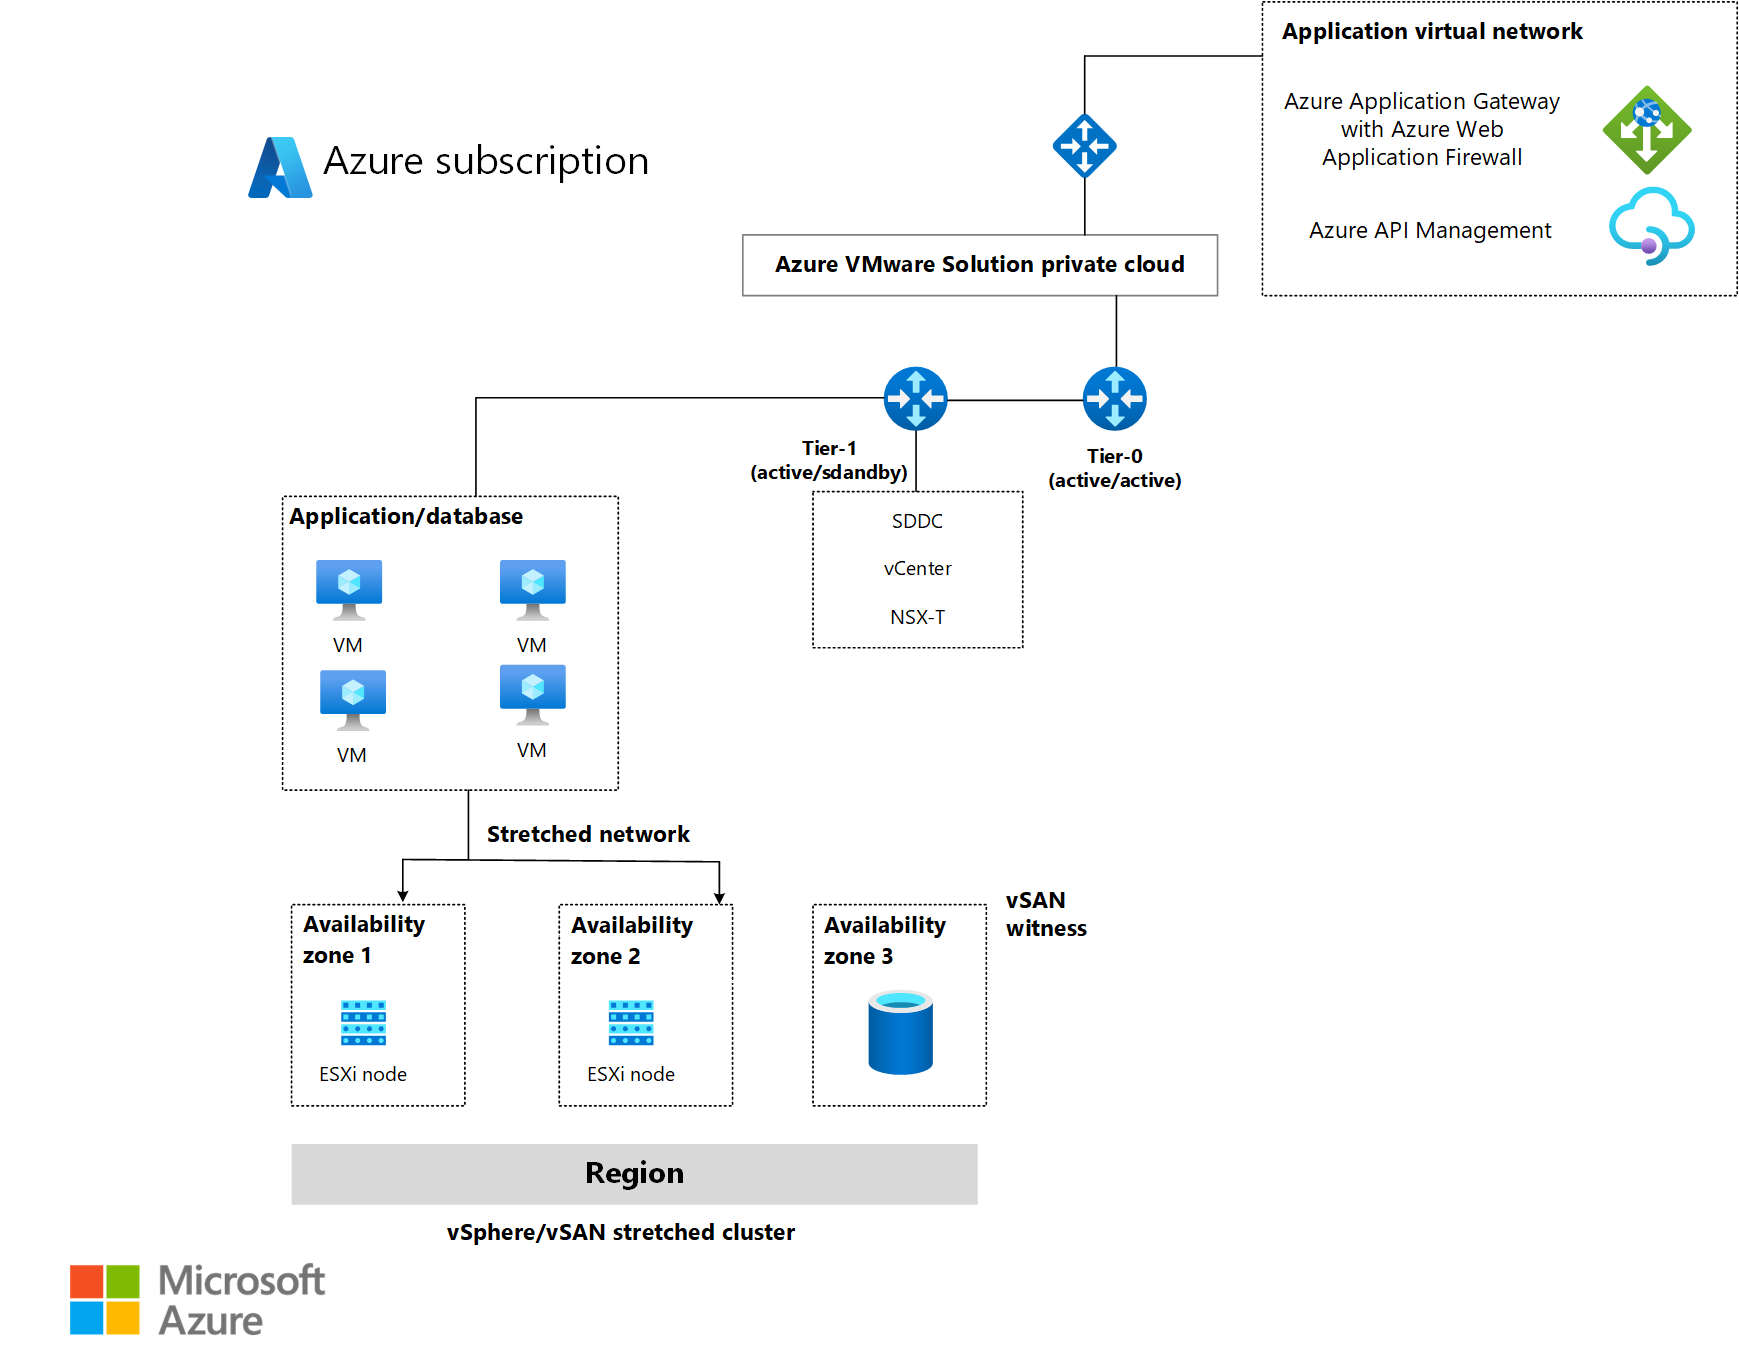 Application virtual network
Azure Application Gateway
with Azure Web
Application Firewall
Azure API Management
Azure subscription
Azure VMware Solution private cloud
Tier-1
(active/sdandby)
Tier-0
(active/active)
SDDC
vCenter
NSX-T
Application/database
VM
VM
VM
VM
Stretched network
Availability
zone 1
ESXi node
Availability
zone 2
ESXi node
Availability
zone 3
vSAN
witness
Region
vSphere/vSAN stretched cluster
Microsoft
Azure